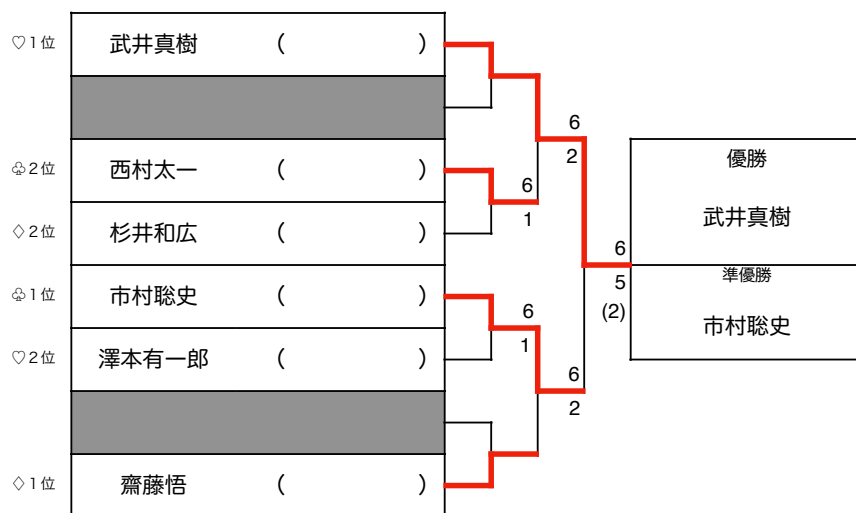 ♡1位 武井真樹 ( )
♧2位 西村太一 ( )
♢2位 杉井和広 ( )
♧1位 市村聡史 ( )
♡2位 澤本有一郎 ( )
♢1位 齋藤悟 ( )
6
1
6
1
6
2
6
2
6
5
(2)
優勝
武井真樹
準優勝
市村聡史